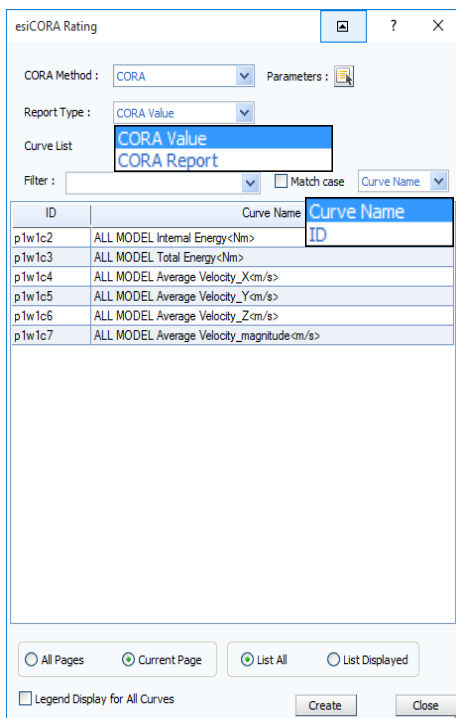 esiCORA Rating ?
CORA Method : CORA Parameters :
Report Type : CORA Value
CORA Value
Curve List
CORA Report
Filter : Match case Curve Name
ID Curve Name
Curve Name
ID
p1w1c2 ALL MODEL Internal Energy<Nm>
p1w1c3 ALL MODEL Total Energy<Nm>
p1w1c4 ALL MODEL Average Velocity_X<m/s>
p1w1c5 ALL MODEL Average Velocity_Y<m/s>
p1w1c6 ALL MODEL Average Velocity_Z<m/s>
p1w1c7 ALL MODEL Average Velocity_magnitude<m/s>
All Pages Current Page List All List Displayed
Legend Display for All Curves
Create Close